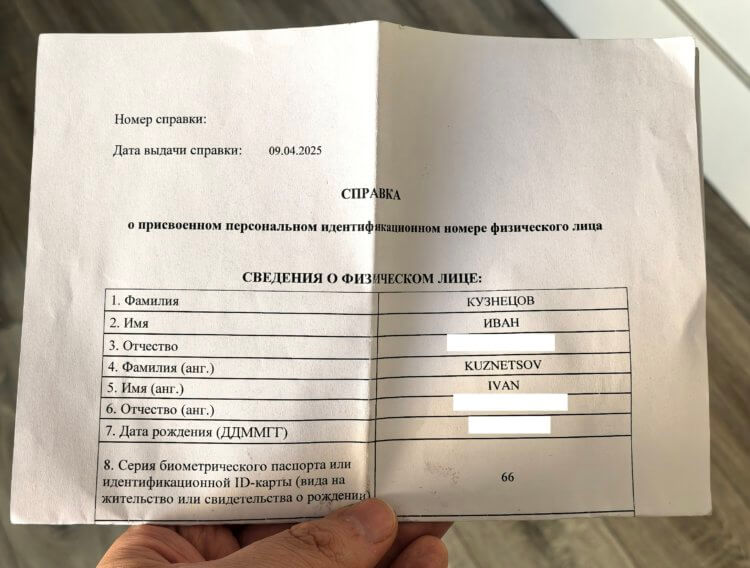 Номер справки:
Дата выдачи справки: 09.04.2025
СПРАВКА
о присвоенном персональном идентификационном номере физического лица
СВЕДЕНИЯ О ФИЗИЧЕСКОМ ЛИЦЕ:
1. Фамилия КУЗНЕЦОВ
2. Имя ИВАН
3. Отчество
4. Фамилия (анг.) KUZNETSOV
5. Имя (анг.) IVAN
6. Отчество (анг.)
7. Дата рождения (ДДММГГ)
8. Серия биометрического паспорта или
идентификационной ID-карты (вида на 66
жительство или свидетельства о рождении)